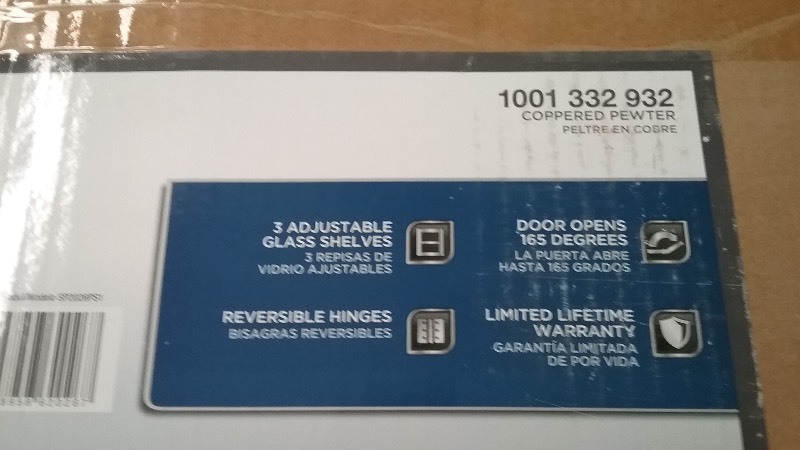 1001 332 932
COPPERED PEWTER
PELTRE EN COBRE
3 ADJUSTABLE
GLASS SHELVES
3 REPISAS DE
VIDRIO AJUSTABLES
DOOR OPENS
165 DEGREES
LA PUERTA ABRE
HASTA 165 GRADOS
REVERSIBLE HINGES
BISAGRAS REVERSIBLES
LIMITED LIFETIME
WARRANTY
GARANTÍA LIMITADA
DE POR VIDA